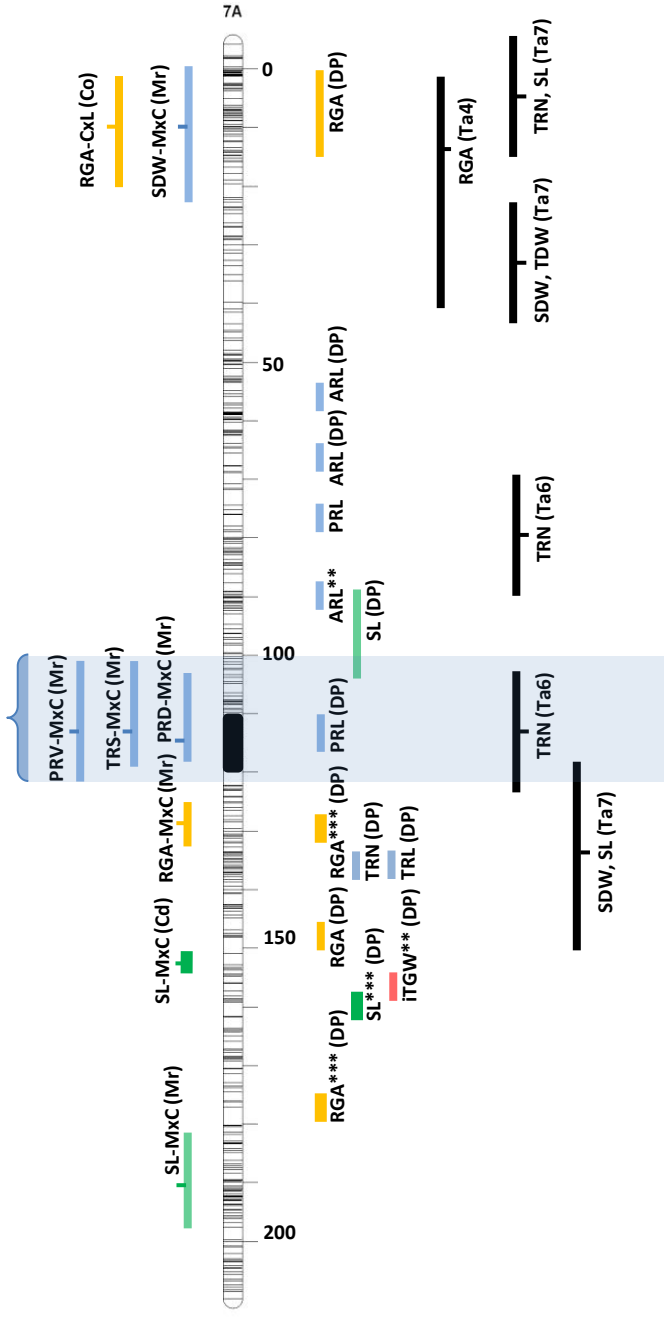 7A
0
50
100
150
200
RGA-CxL (Co)
SDW-MxC (Mr)
PRV-MxC (Mr)
TRS-MxC (Mr)
PRD-MxC (Mr)
RGA-MxC (Mr)
SL-MxC (Cd)
SL-MxC (Mr)
RGA (DP)
ARL (DP)
ARL (DP)
PRL
ARL**
SL (DP)
PRL (DP)
RGA*** (DP)
TRN (DP)
TRL (DP)
RGA (DP)
SL*** (DP)
iTGW** (DP)
RGA*** (DP)
RGA (Ta4)
TRN, SL (Ta7)
SDW, TDW (Ta7)
TRN (Ta6)
TRN (Ta6)
SDW, SL (Ta7)